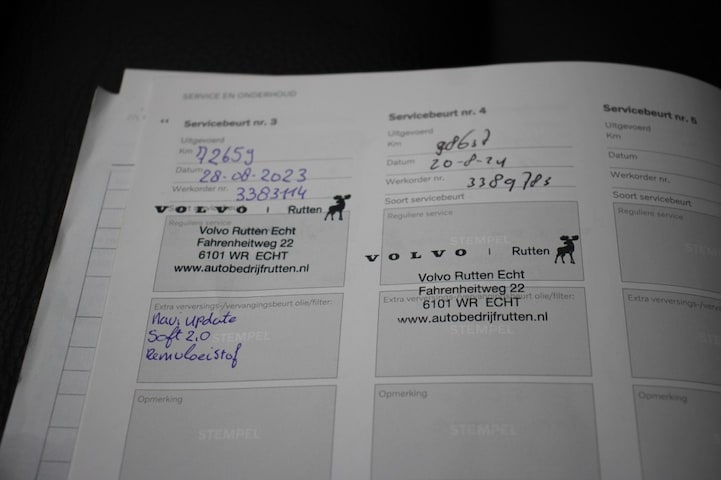 SERVICE EN ONDERHOUD
Servicebeurt nr. 3
Uitgevoerd
Km 72659
Datum 28-08-2023
Werkorder nr. 3383114
VOLVO | Rutten
Reguliere service
Volvo Rutten Echt
Fahrenheitweg 22
6101 WR ECHT
www.autobedrijfrutten.nl
Extra verversings-/vervangingsbeurt olie/filter:
Navi update
Soft 2.0
Remvloeistof
Opmerking
STEMPEL
Servicebeurt nr. 4
Uitgevoerd
Km
Datum 20-8-24
Werkorder nr. 3389783
Soort servicebeurt
Reguliere service
STEMPEL
VOLVO | Rutten
Volvo Rutten Echt
Fahrenheitweg 22
6101 WR ECHT
www.autobedrijfrutten.nl
Extra verversings-/vervangingsbeurt olie/filter:
Opmerking
STEMPEL
Servicebeurt nr. 5
Uitgevoerd
Km
Datum
Werkorder nr.
Soort servicebeurt
Reguliere service
Extra verversings-/
Opmerking